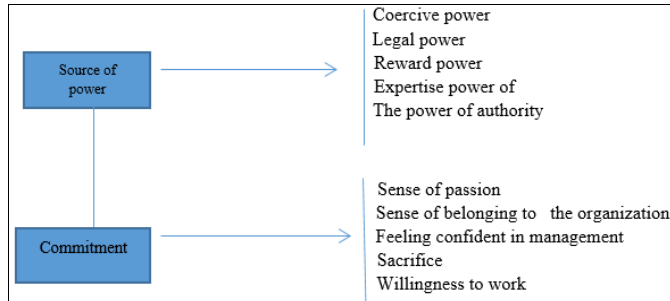 Source of
power
Coercive power
Legal power
Reward power
Expertise power of
The power of authority
Commitment
Sense of passion
Sense of belonging to the organization
Feeling confident in management
Sacrifice
Willingness to work